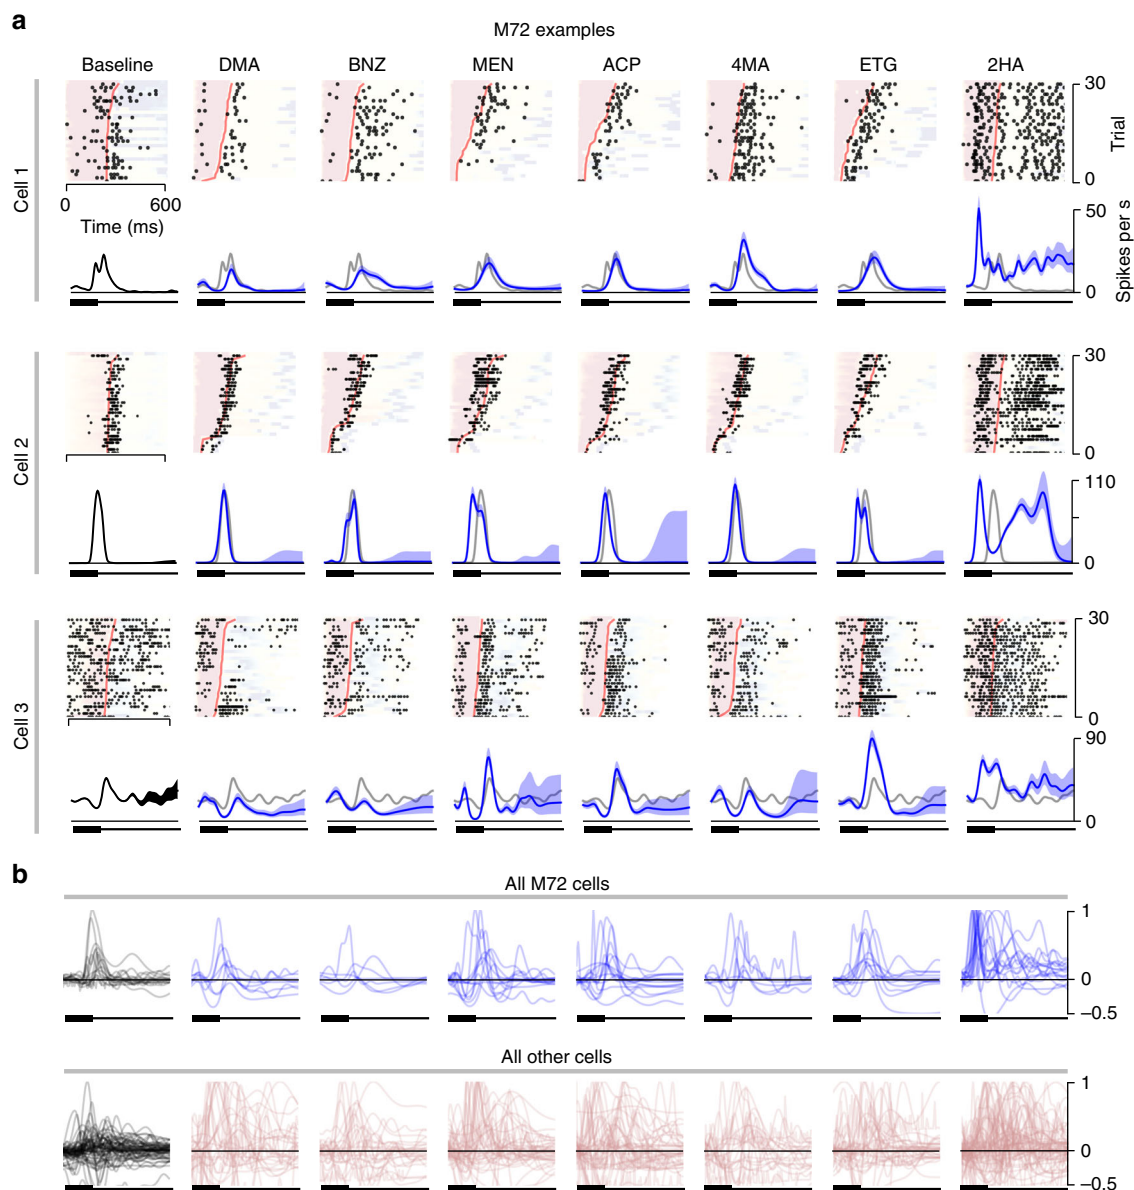 a
M72 examples
Baseline DMA BNZ MEN ACP 4MA ETG 2HA
Cell 1
30
Trial
0
0 600
Time (ms)
50
Spikes per s
0
Cell 2
30
0
110
0
Cell 3
30
0
90
0
b
All M72 cells
1
0
−0.5
All other cells
1
0
−0.5